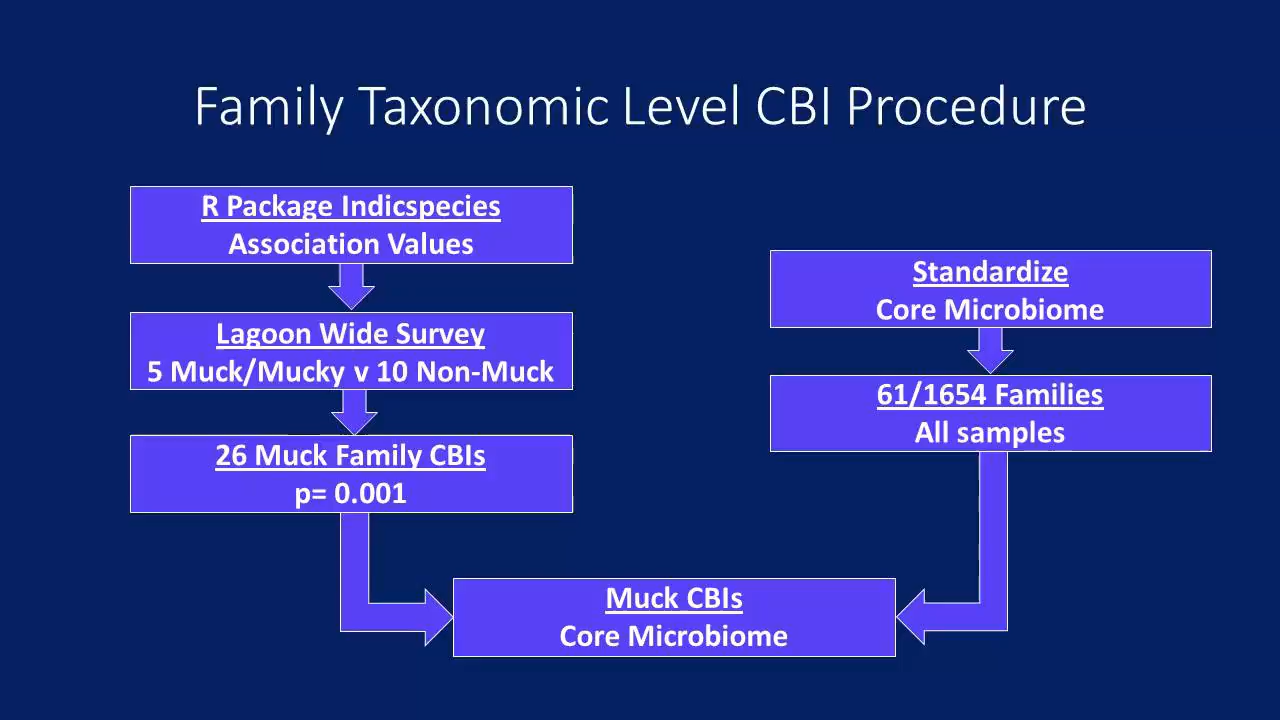 Family Taxonomic Level CBI Procedure
R Package Indicspecies
Association Values
Lagoon Wide Survey
5 Muck/Mucky v 10 Non-Muck
26 Muck Family CBIs
p= 0.001
Standardize
Core Microbiome
61/1654 Families
All samples
Muck CBIs
Core Microbiome